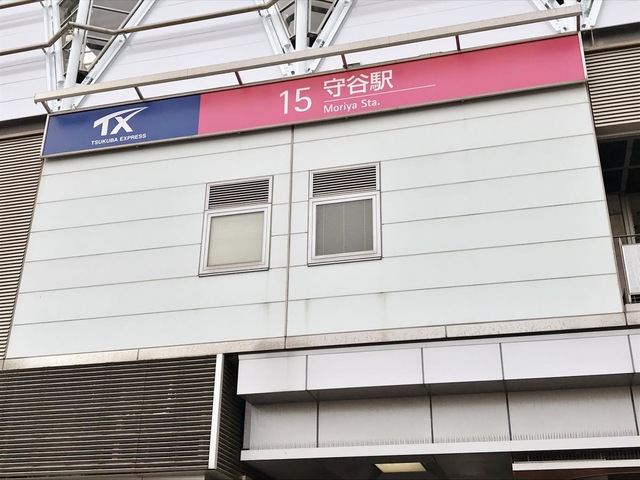 TX
TSUKUBA EXPRESS
15 守谷駅
Moriya Sta.